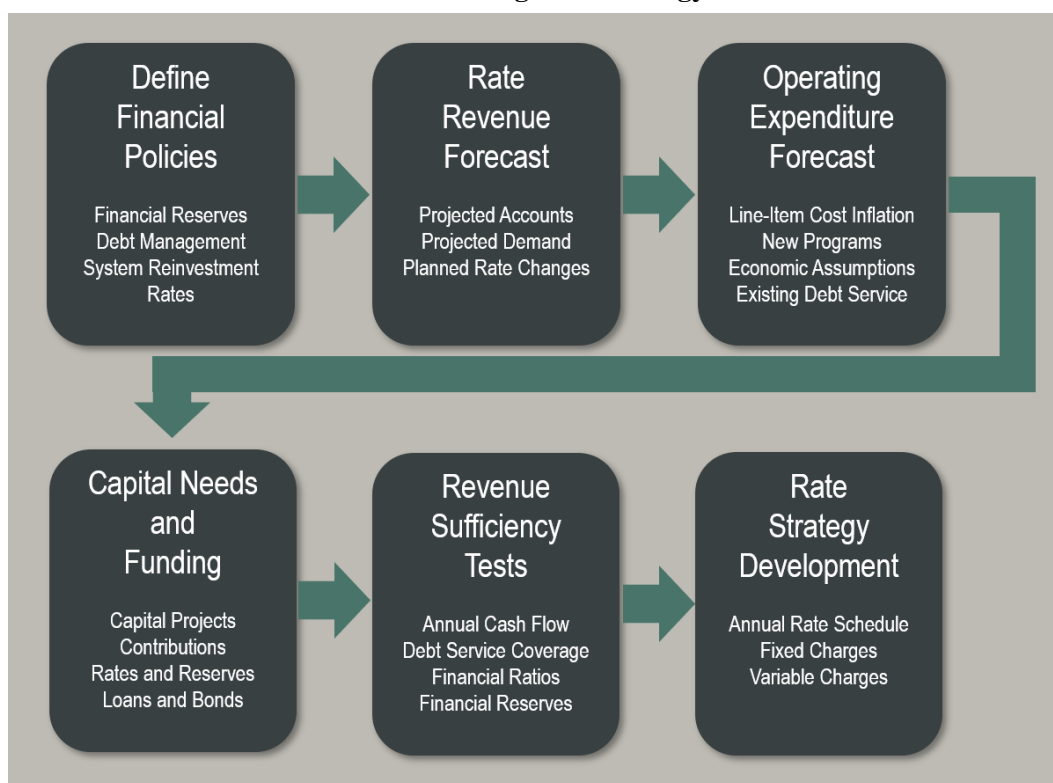 Define
Financial
Policies
Financial Reserves
Debt Management
System Reinvestment
Rates
Rate
Revenue
Forecast
Projected Accounts
Projected Demand
Planned Rate Changes
Operating
Expenditure
Forecast
Line-Item Cost Inflation
New Programs
Economic Assumptions
Existing Debt Service
Capital Needs
and
Funding
Capital Projects
Contributions
Rates and Reserves
Loans and Bonds
Revenue
Sufficiency
Tests
Annual Cash Flow
Debt Service Coverage
Financial Ratios
Financial Reserves
Rate
Strategy
Development
Annual Rate Schedule
Fixed Charges
Variable Charges